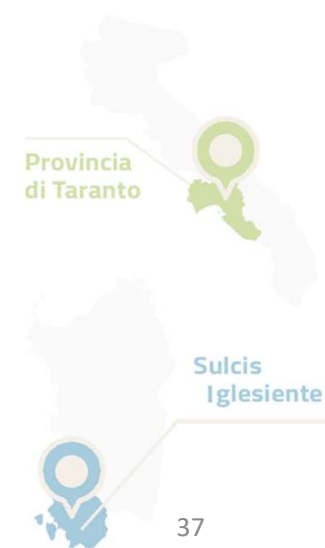 Provincia
di Taranto
Sulcis
Iglesiente
37